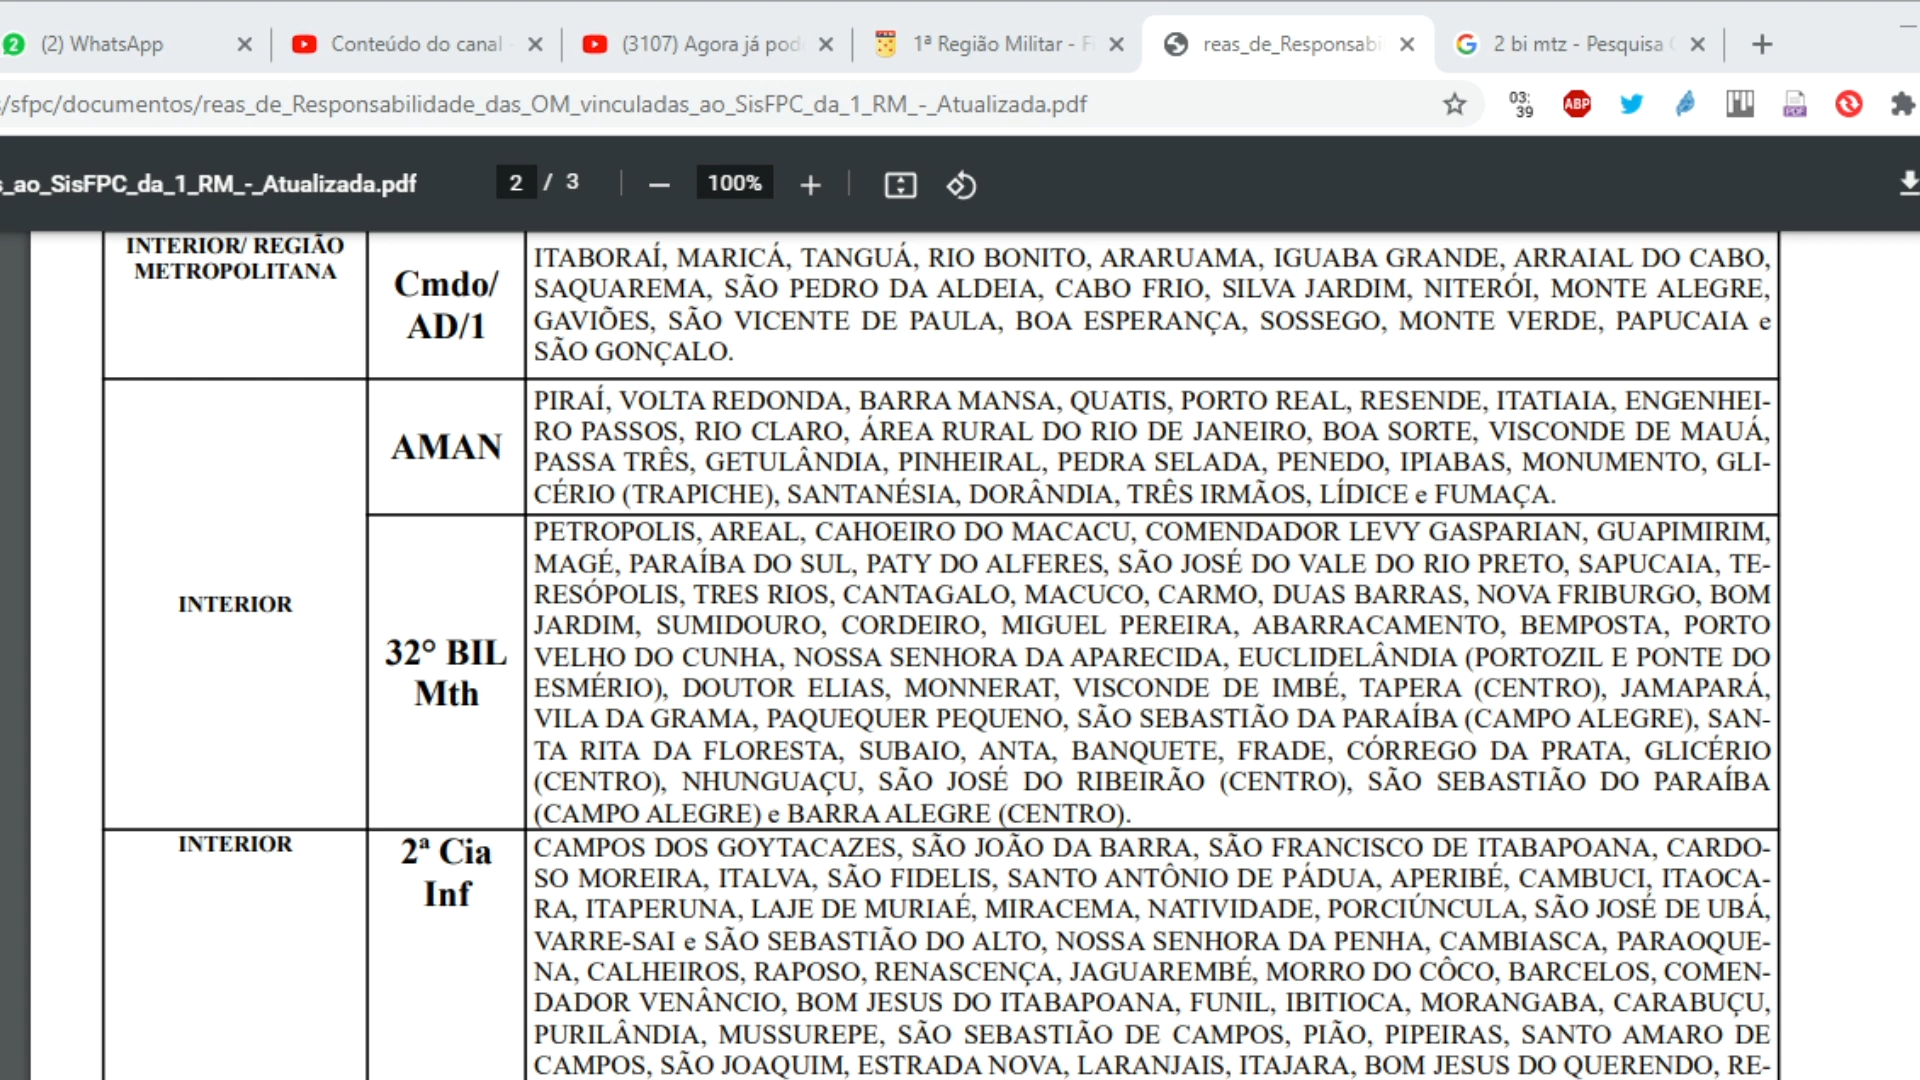 2 (2) WhatsApp
Conteúdo do canal
(3107) Agora já pod
1ª Região Militar - F
reas_de_Responsabi
2 bi mtz - Pesquisa
/sfpc/documentos/reas_de_Responsabilidade_das_OM_vinculadas_ao_SisFPC_da_1_RM_-_Atualizada.pdf
03:
39
ABP
PDF
s_ao_SisFPC_da_1_RM_-_Atualizada.pdf
2 / 3
100%
INTERIOR/ REGIÃO
METROPOLITANA
Cmdo/
AD/1
ITABORAÍ, MARICÁ, TANGUÁ, RIO BONITO, ARARUAMA, IGUABA GRANDE, ARRAIAL DO CABO,
SAQUAREMA, SÃO PEDRO DA ALDEIA, CABO FRIO, SILVA JARDIM, NITERÓI, MONTE ALEGRE,
GAVIÕES, SÃO VICENTE DE PAULA, BOA ESPERANÇA, SOSSEGO, MONTE VERDE, PAPUCAIA e
SÃO GONÇALO.
INTERIOR
AMAN
PIRAÍ, VOLTA REDONDA, BARRA MANSA, QUATIS, PORTO REAL, RESENDE, ITATIAIA, ENGENHEI-
RO PASSOS, RIO CLARO, ÁREA RURAL DO RIO DE JANEIRO, BOA SORTE, VISCONDE DE MAUÁ,
PASSA TRÊS, GETULÂNDIA, PINHEIRAL, PEDRA SELADA, PENEDO, IPIABAS, MONUMENTO, GLI-
CÉRIO (TRAPICHE), SANTANÉSIA, DORÂNDIA, TRÊS IRMÃOS, LÍDICE e FUMAÇA.
32° BIL
Mth
PETROPOLIS, AREAL, CAHOEIRO DO MACACU, COMENDADOR LEVY GASPARIAN, GUAPIMIRIM,
MAGÉ, PARAÍBA DO SUL, PATY DO ALFERES, SÃO JOSÉ DO VALE DO RIO PRETO, SAPUCAIA, TE-
RESÓPOLIS, TRES RIOS, CANTAGALO, MACUCO, CARMO, DUAS BARRAS, NOVA FRIBURGO, BOM
JARDIM, SUMIDOURO, CORDEIRO, MIGUEL PEREIRA, ABARRACAMENTO, BEMPOSTA, PORTO
VELHO DO CUNHA, NOSSA SENHORA DA APARECIDA, EUCLIDELÂNDIA (PORTOZIL E PONTE DO
ESMÉRIO), DOUTOR ELIAS, MONNERAT, VISCONDE DE IMBÉ, TAPERA (CENTRO), JAMAPARÁ,
VILA DA GRAMA, PAQUEQUER PEQUENO, SÃO SEBASTIÃO DA PARAÍBA (CAMPO ALEGRE), SAN-
TA RITA DA FLORESTA, SUBAIO, ANTA, BANQUETE, FRADE, CÓRREGO DA PRATA, GLICÉRIO
(CENTRO), NHUNGUAÇU, SÃO JOSÉ DO RIBEIRÃO (CENTRO), SÃO SEBASTIÃO DO PARAÍBA
(CAMPO ALEGRE) e BARRA ALEGRE (CENTRO).
INTERIOR
2ª Cia
Inf
CAMPOS DOS GOYTACAZES, SÃO JOÃO DA BARRA, SÃO FRANCISCO DE ITABAPOANA, CARDO-
SO MOREIRA, ITALVA, SÃO FIDELIS, SANTO ANTÔNIO DE PÁDUA, APERIBÉ, CAMBUCI, ITAOCA-
RA, ITAPERUNA, LAJE DE MURIAÉ, MIRACEMA, NATIVIDADE, PORCIÚNCULA, SÃO JOSÉ DE UBÁ,
VARRE-SAI e SÃO SEBASTIÃO DO ALTO, NOSSA SENHORA DA PENHA, CAMBIASCA, PARAOQUE-
NA, CALHEIROS, RAPOSO, RENASCENÇA, JAGUAREMBÉ, MORRO DO CÔCO, BARCELOS, COMEN-
DADOR VENÂNCIO, BOM JESUS DO ITABAPOANA, FUNIL, IBITIOCA, MORANGABA, CARABUÇU,
PURILÂNDIA, MUSSUREPE, SÃO SEBASTIÃO DE CAMPOS, PIÃO, PIPEIRAS, SANTO AMARO DE
CAMPOS, SÃO JOAQUIM, ESTRADA NOVA, LARANJAIS, ITAJARA, BOM JESUS DO QUERENDO, RE-